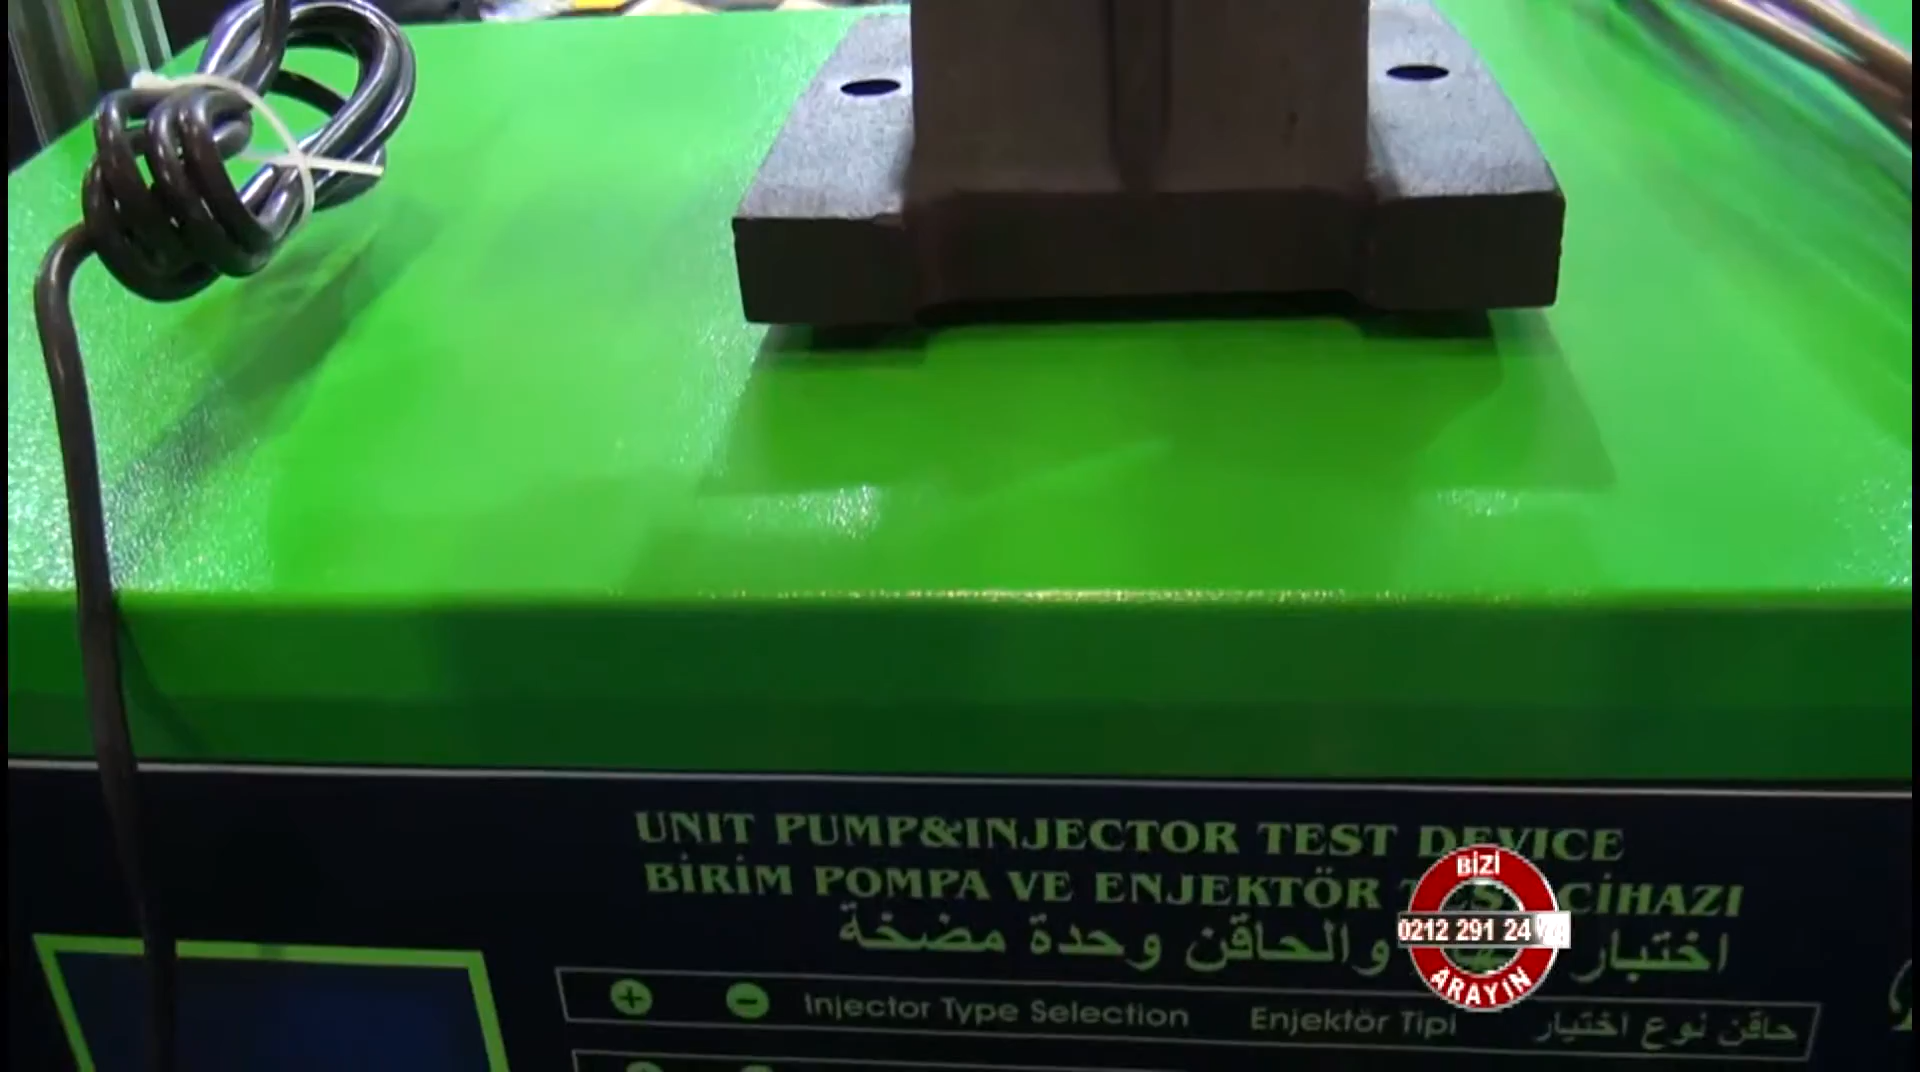 UNIT PUMP&INJECTOR TEST DEVICE
BİRİM POMPA VE ENJEKTÖR CİHAZI
اختبار والحاقن وحدة مضخة
Injector Type Selection Enjektör Tipi حاقن نوع اختيار
BİZİ
0212 291 24
ARAYIN